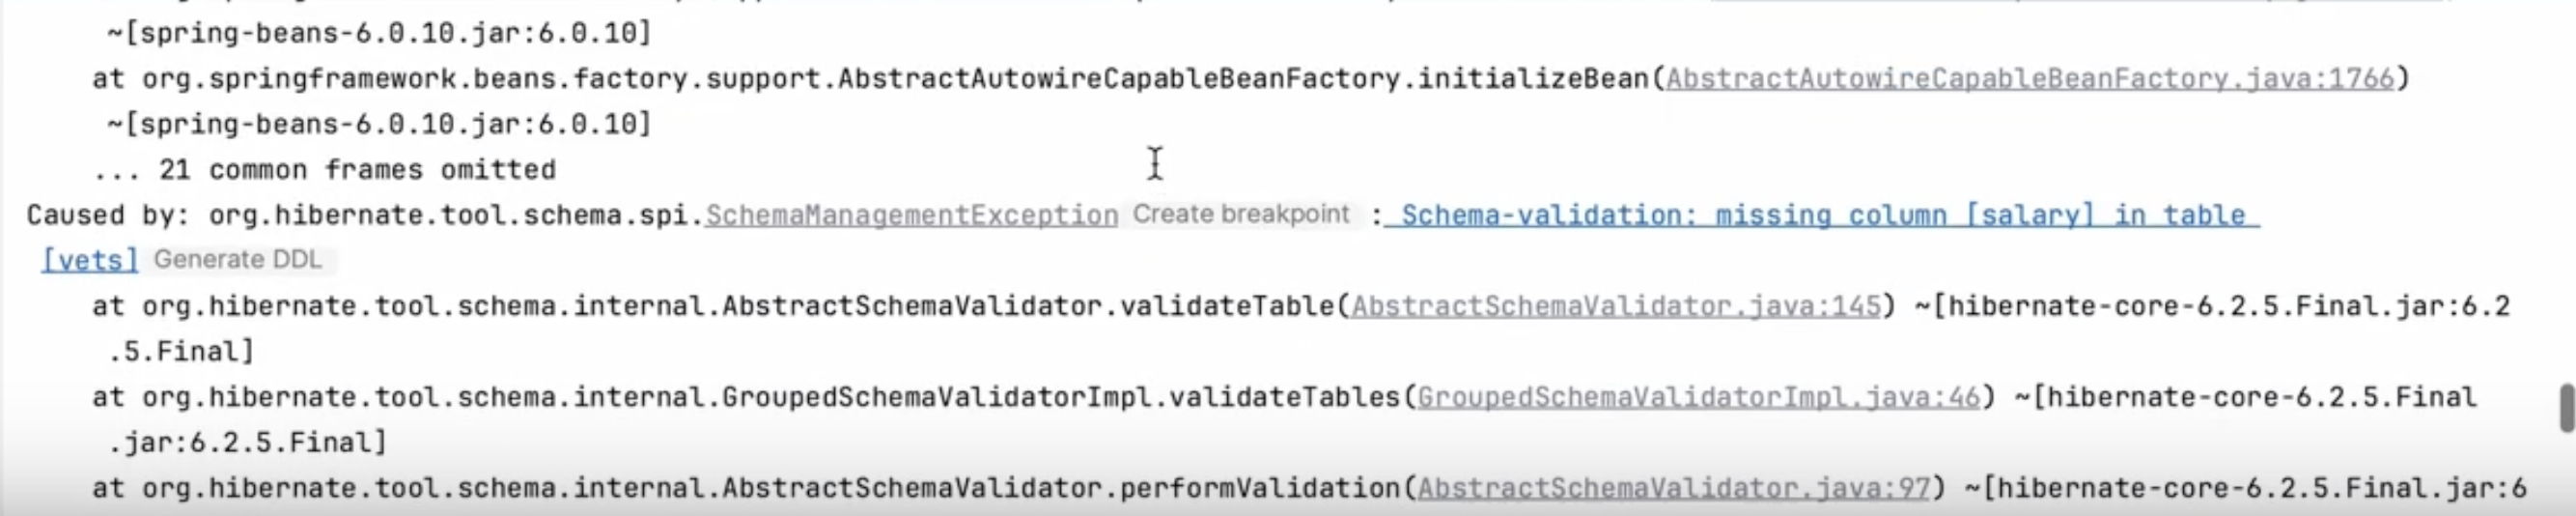 ~[spring-beans-6.0.10.jar:6.0.10]
at org.springframework.beans.factory.support.AbstractAutowireCapableBeanFactory.initializeBean(AbstractAutowireCapableBeanFactory.java:1766)
~[spring-beans-6.0.10.jar:6.0.10]
... 21 common frames omitted
Caused by: org.hibernate.tool.schema.spi.SchemaManagementException Create breakpoint : Schema-validation: missing column [salary] in table
[vets] Generate DDL
at org.hibernate.tool.schema.internal.AbstractSchemaValidator.validateTable(AbstractSchemaValidator.java:145) ~[hibernate-core-6.2.5.Final.jar:6.2
.5.Final]
at org.hibernate.tool.schema.internal.GroupedSchemaValidatorImpl.validateTables(GroupedSchemaValidatorImpl.java:46) ~[hibernate-core-6.2.5.Final
.jar:6.2.5.Final]
at org.hibernate.tool.schema.internal.AbstractSchemaValidator.performValidation(AbstractSchemaValidator.java:97) ~[hibernate-core-6.2.5.Final.jar:6